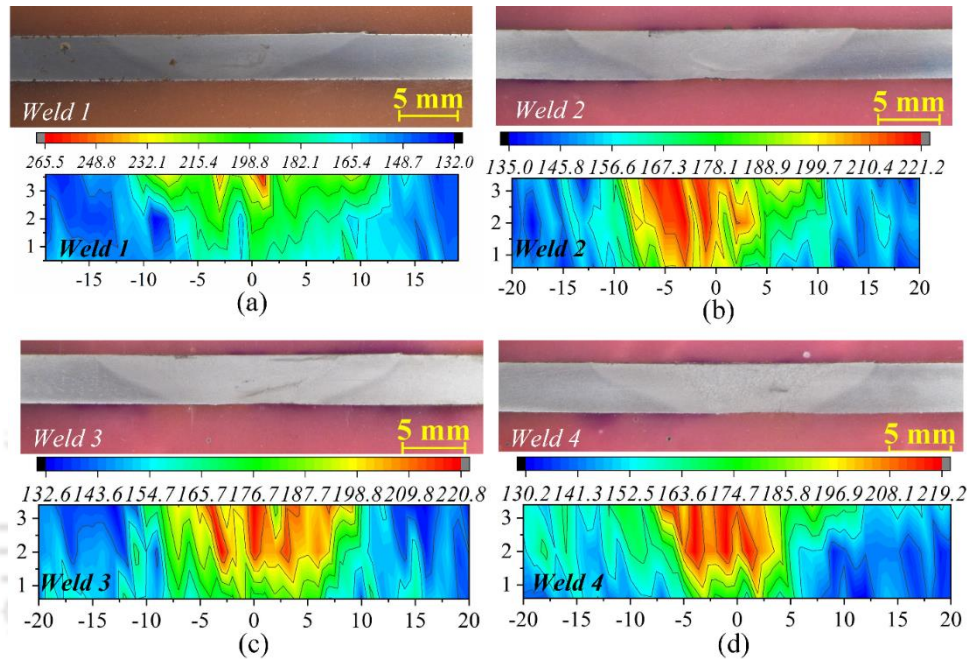 Weld 1
5 mm
265.5 248.8 232.1 215.4 198.8 182.1 165.4 148.7 132.0
3
2
1
Weld 1
-15 -10 -5 0 5 10 15
(a)
Weld 2
5 mm
135.0 145.8 156.6 167.3 178.1 188.9 199.7 210.4 221.2
3
2
1
Weld 2
-20 -15 -10 -5 0 5 10 15 20
(b)
Weld 3
5 mm
132.6 143.6 154.7 165.7 176.7 187.7 198.8 209.8 220.8
3
2
1
Weld 3
-20 -15 -10 -5 0 5 10 15 20
(c)
Weld 4
5 mm
130.2 141.3 152.5 163.6 174.7 185.8 196.9 208.1 219.2
3
2
1
Weld 4
-20 -15 -10 -5 0 5 10 15 20
(d)